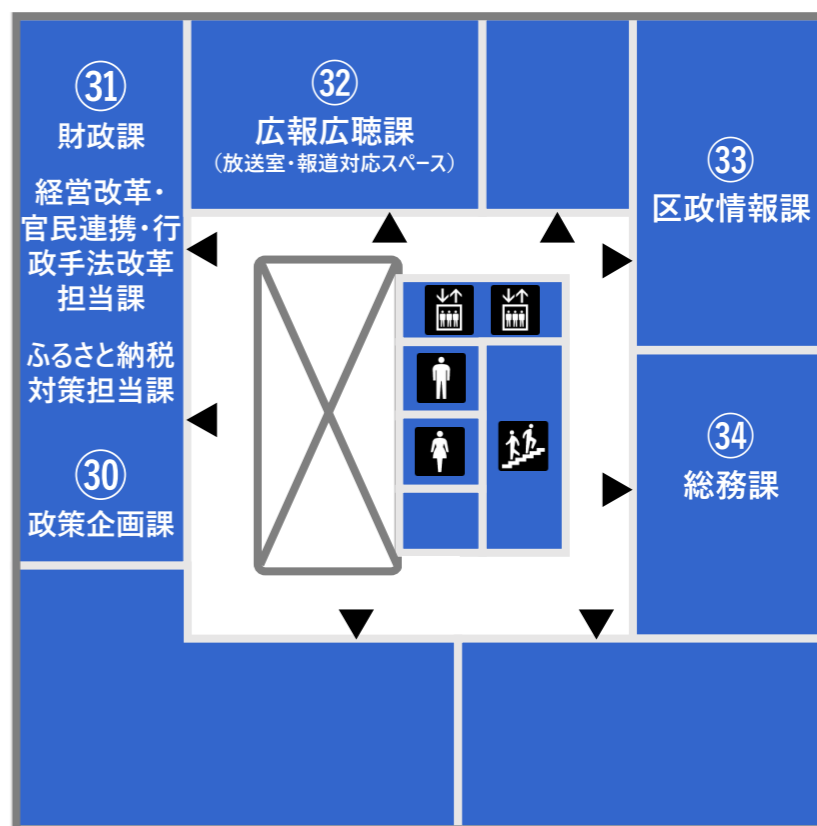 ㉛
財政課
経営改革・
官民連携・行
政手法改革
担当課
ふるさと納税
対策担当課
㉚
政策企画課
㉜
広報広聴課
（放送室・報道対応スペース）
㉝
区政情報課
㉞
総務課